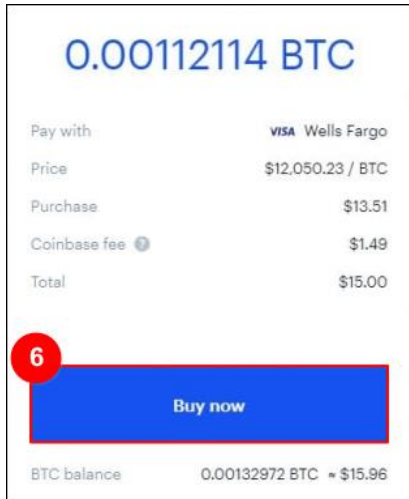 0.00112114 BTC
Pay with VISA Wells Fargo
Price $12,050.23 / BTC
Purchase $13.51
Coinbase fee ? $1.49
Total $15.00
6
Buy now
BTC balance 0.00132972 BTC ≈ $15.96